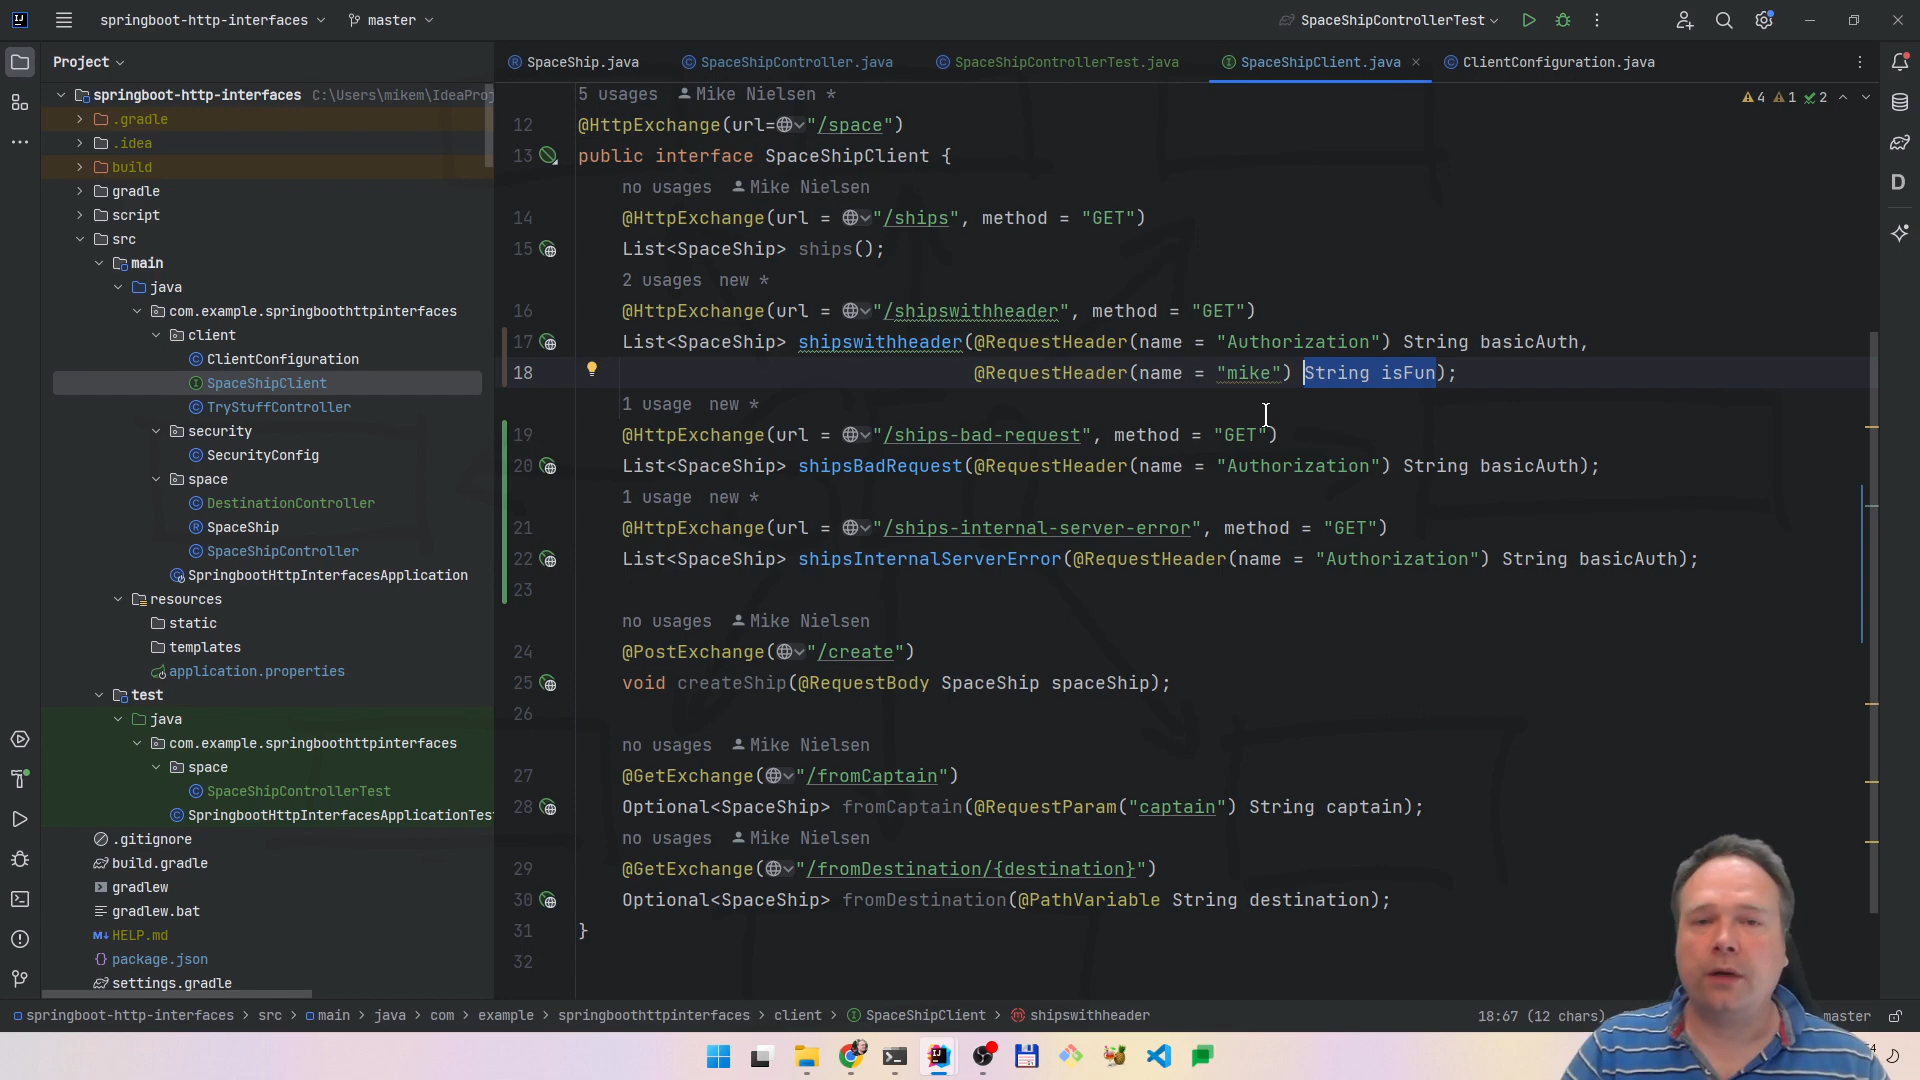 springboot-http-interfaces
master
SpaceShipControllerTest
Project
SpaceShip.java
SpaceShipController.java
SpaceShipControllerTest.java
SpaceShipClient.java
ClientConfiguration.java
springboot-http-interfaces C:\Users\mikem\IdeaProj
.gradle
.idea
build
gradle
script
src
main
java
com.example.springboothttpinterfaces
client
ClientConfiguration
SpaceShipClient
TryStuffController
security
SecurityConfig
space
DestinationController
SpaceShip
SpaceShipController
SpringbootHttpInterfacesApplication
resources
static
templates
application.properties
test
java
com.example.springboothttpinterfaces
space
SpaceShipControllerTest
SpringbootHttpInterfacesApplicationTes
.gitignore
build.gradle
gradlew
gradlew.bat
HELP.md
package.json
settings.gradle
4 1 2
5 usages Mike Nielsen *
12 @HttpExchange(url="/space")
13 public interface SpaceShipClient {
no usages Mike Nielsen
14 @HttpExchange(url = "/ships", method = "GET")
15 List<SpaceShip> ships();
2 usages new *
16 @HttpExchange(url = "/shipswithheader", method = "GET")
17 List<SpaceShip> shipswithheader(@RequestHeader(name = "Authorization") String basicAuth,
18 @RequestHeader(name = "mike") String isFun);
1 usage new *
19 @HttpExchange(url = "/ships-bad-request", method = "GET")
20 List<SpaceShip> shipsBadRequest(@RequestHeader(name = "Authorization") String basicAuth);
1 usage new *
21 @HttpExchange(url = "/ships-internal-server-error", method = "GET")
22 List<SpaceShip> shipsInternalServerError(@RequestHeader(name = "Authorization") String basicAuth);
23
no usages Mike Nielsen
24 @PostExchange("/create")
25 void createShip(@RequestBody SpaceShip spaceShip);
26
no usages Mike Nielsen
27 @GetExchange("/fromCaptain")
28 Optional<SpaceShip> fromCaptain(@RequestParam("captain") String captain);
no usages Mike Nielsen
29 @GetExchange("/fromDestination/{destination}")
30 Optional<SpaceShip> fromDestination(@PathVariable String destination);
31 }
32
springboot-http-interfaces > src > main > java > com > example > springboothttpinterfaces > client > SpaceShipClient > shipswithheader
18:67 (12 chars)
master